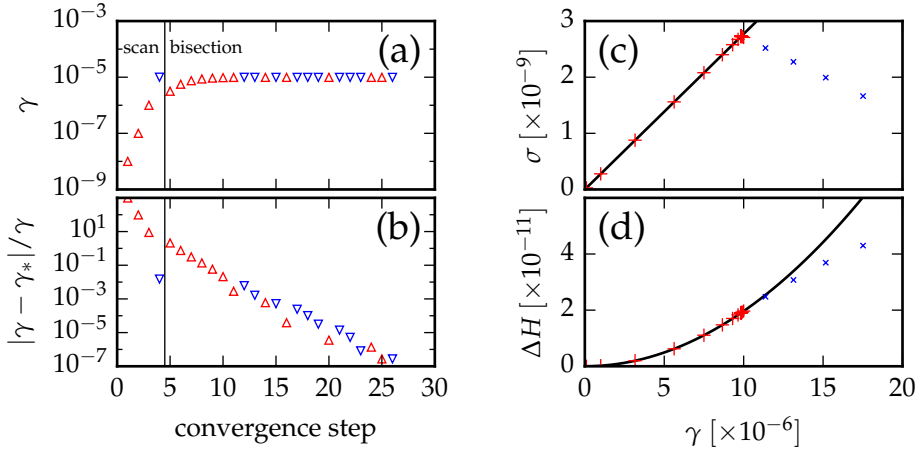 10⁻³
10⁻⁵
10⁻⁷
10⁻⁹
γ
scan
bisection
(a)
10¹
10⁻¹
10⁻³
10⁻⁵
10⁻⁷
|γ − γ∗|/γ
(b)
0 5 10 15 20 25 30
convergence step
3
2
1
0
σ [×10⁻⁹]
(c)
4
2
0
ΔH [×10⁻¹¹]
(d)
0 5 10 15 20
γ [×10⁻⁶]